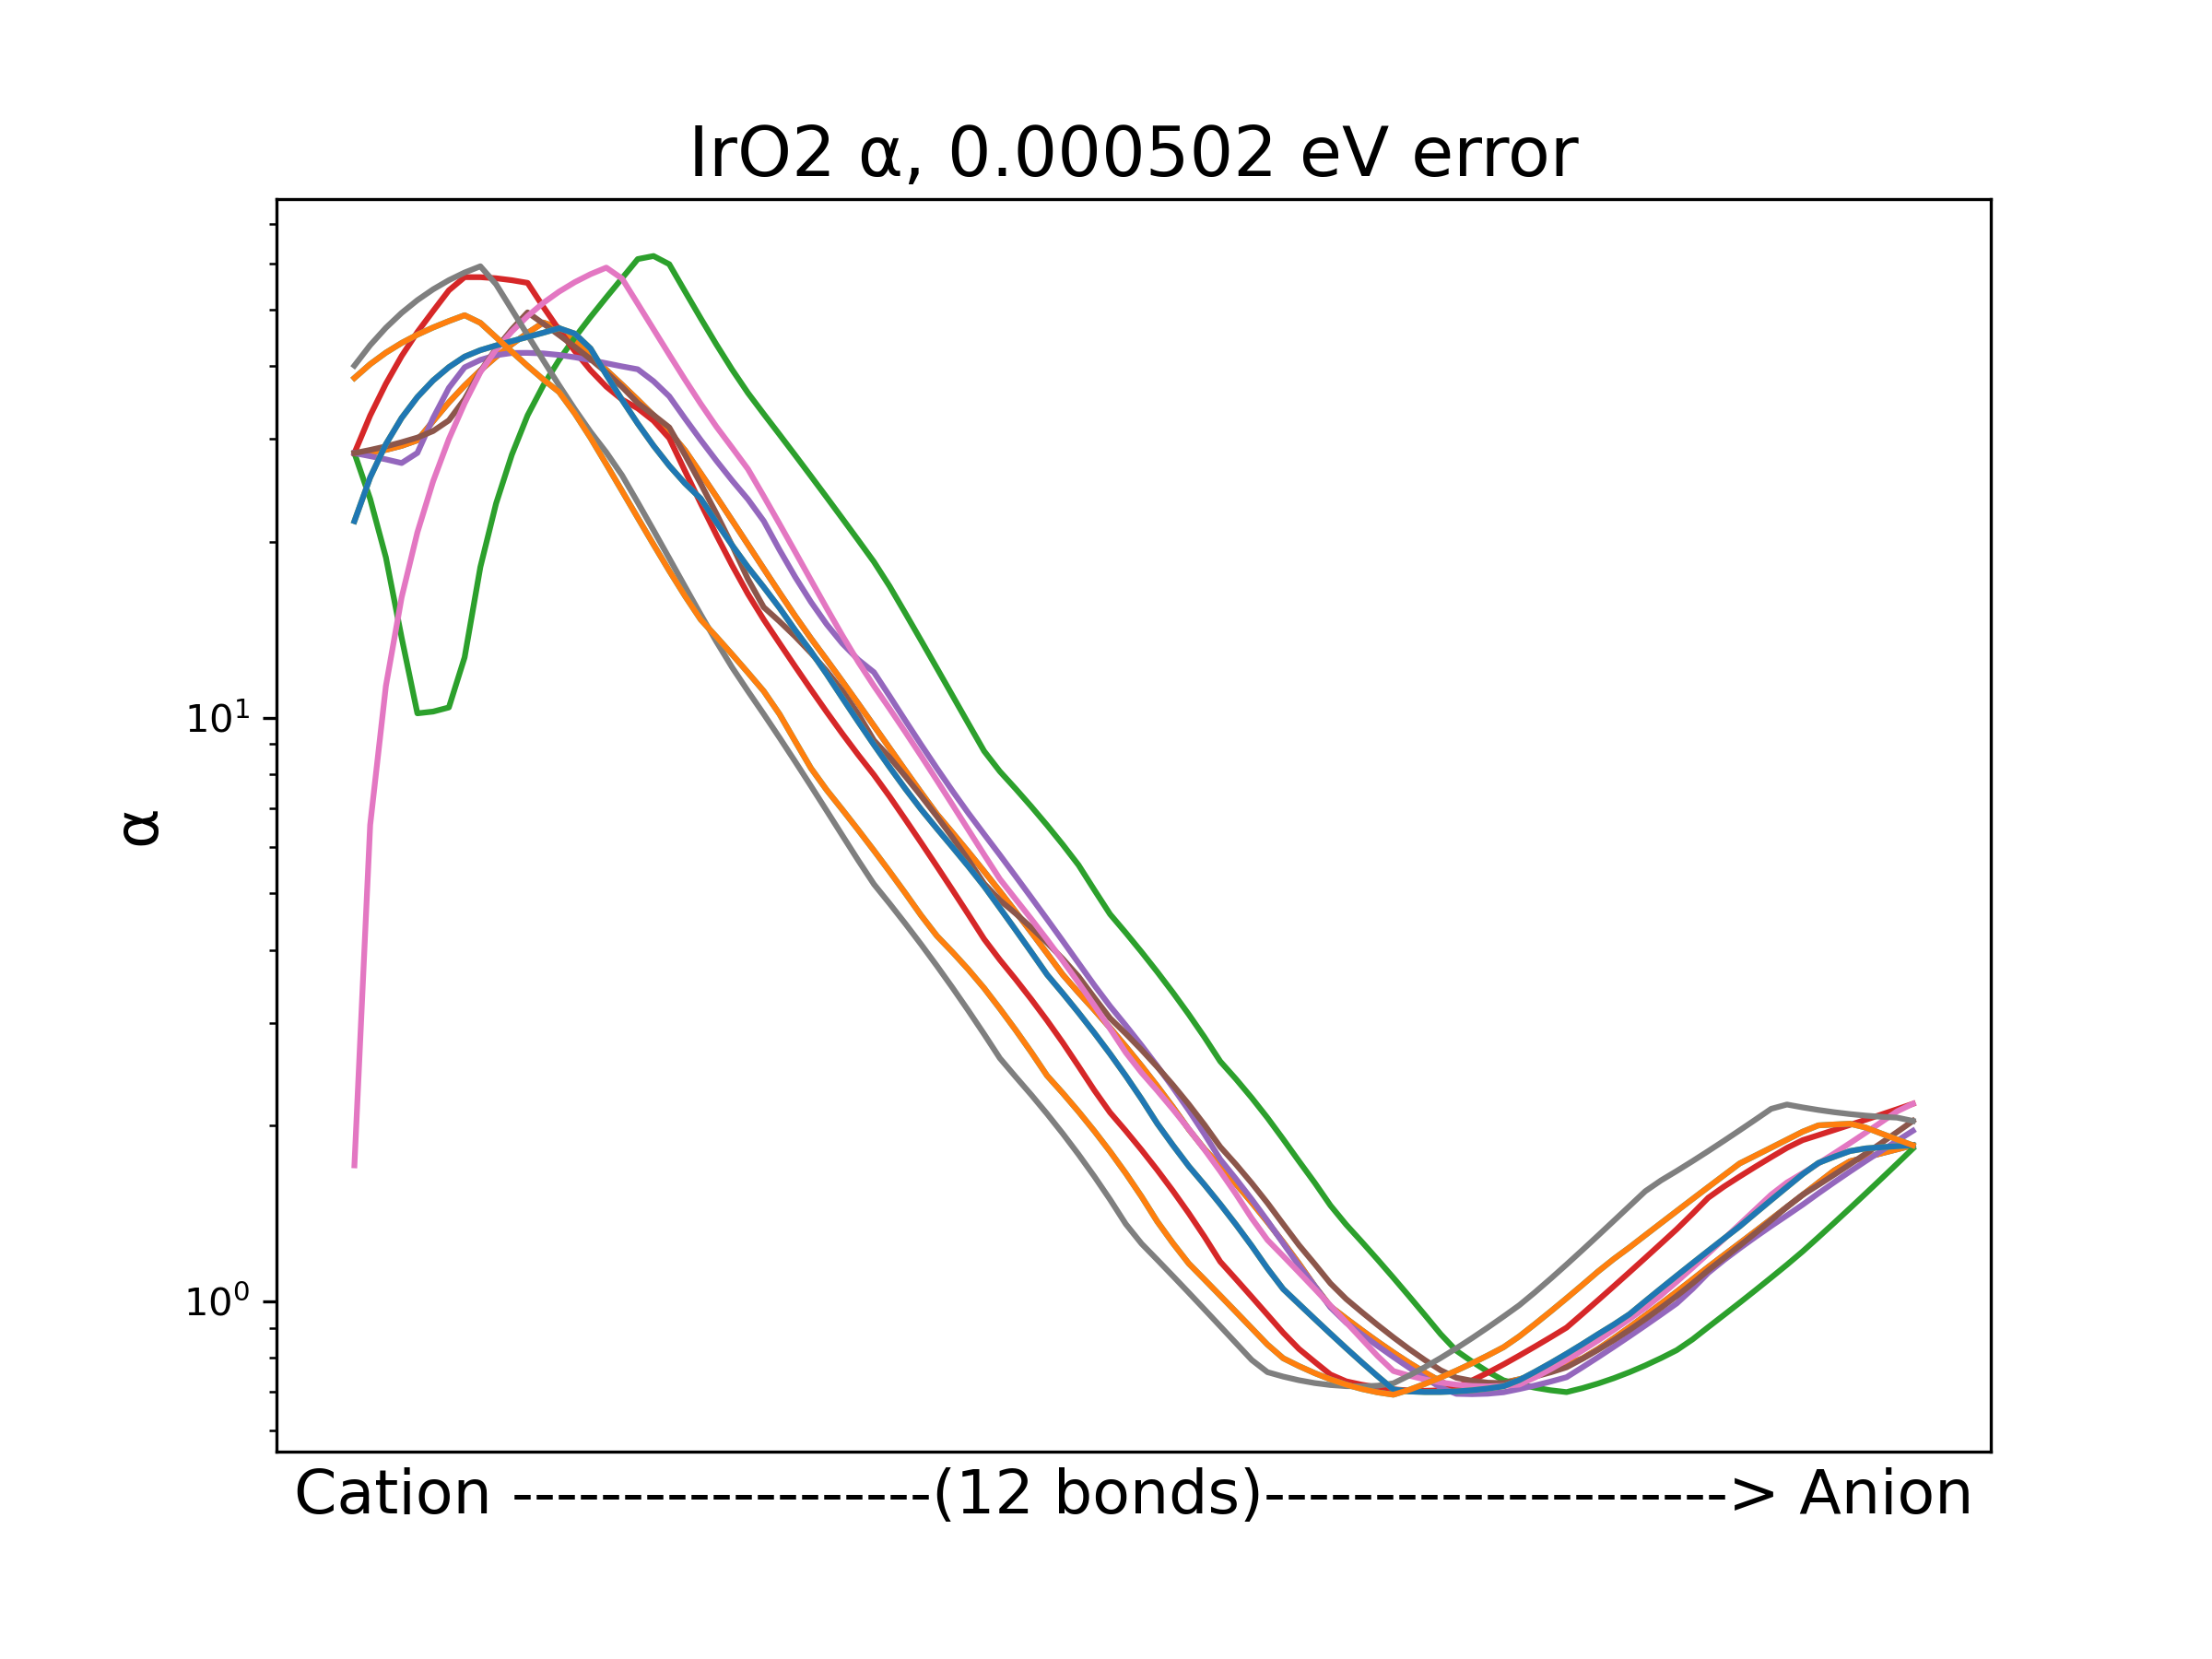 IrO2 α, 0.000502 eV error
10¹
α
10⁰
Cation -------------------(12 bonds)---------------------> Anion